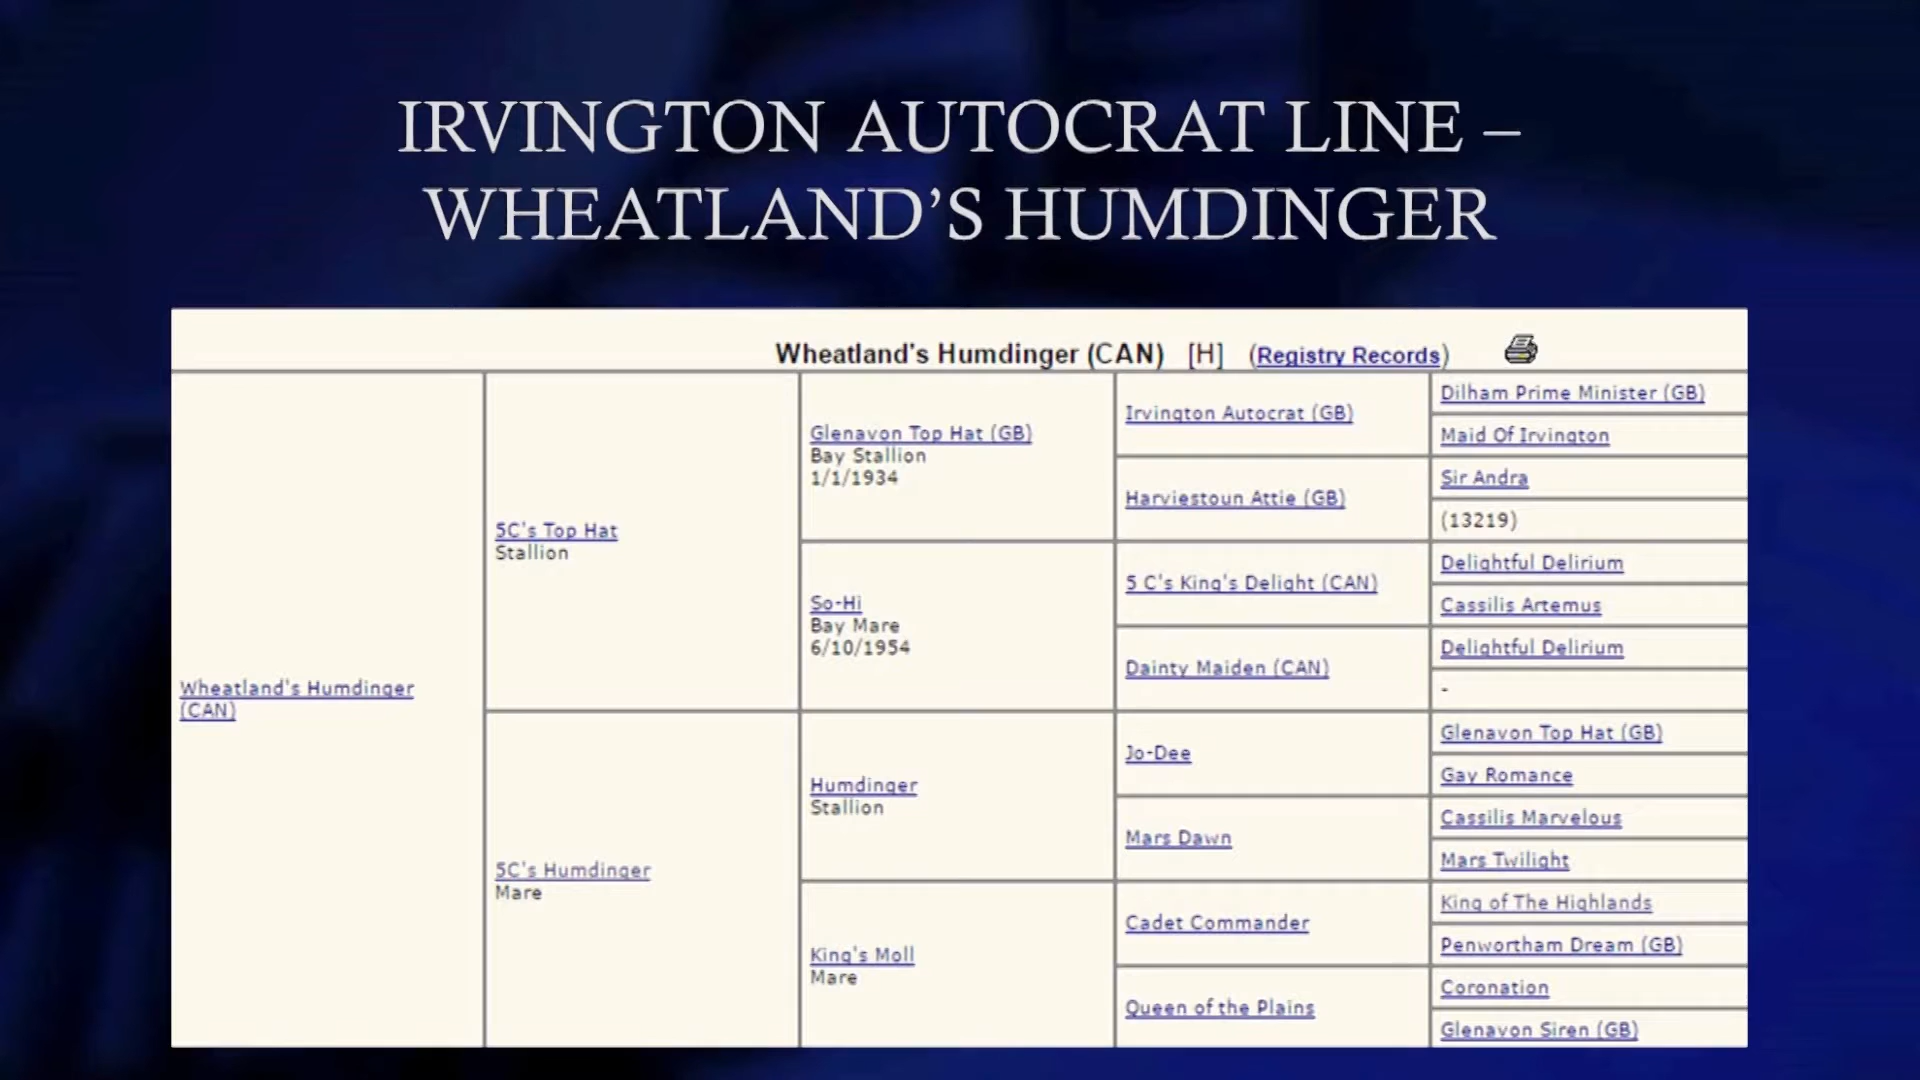 IRVINGTON AUTOCRAT LINE –
WHEATLAND’S HUMDINGER
Wheatland's Humdinger (CAN) [H] (Registry Records)
Wheatland's Humdinger
(CAN)
5C's Top Hat
Stallion
5C's Humdinger
Mare
Glenavon Top Hat (GB)
Bay Stallion
1/1/1934
So-Hi
Bay Mare
6/10/1954
Humdinger
Stallion
King's Moll
Mare
Irvington Autocrat (GB)
Harviestoun Attie (GB)
5 C's King's Delight (CAN)
Dainty Maiden (CAN)
Jo-Dee
Mars Dawn
Cadet Commander
Queen of the Plains
Dilham Prime Minister (GB)
Maid Of Irvington
Sir Andra
(13219)
Delightful Delirium
Cassilis Artemus
Delightful Delirium
-
Glenavon Top Hat (GB)
Gay Romance
Cassilis Marvelous
Mars Twilight
King of The Highlands
Penwortham Dream (GB)
Coronation
Glenavon Siren (GB)